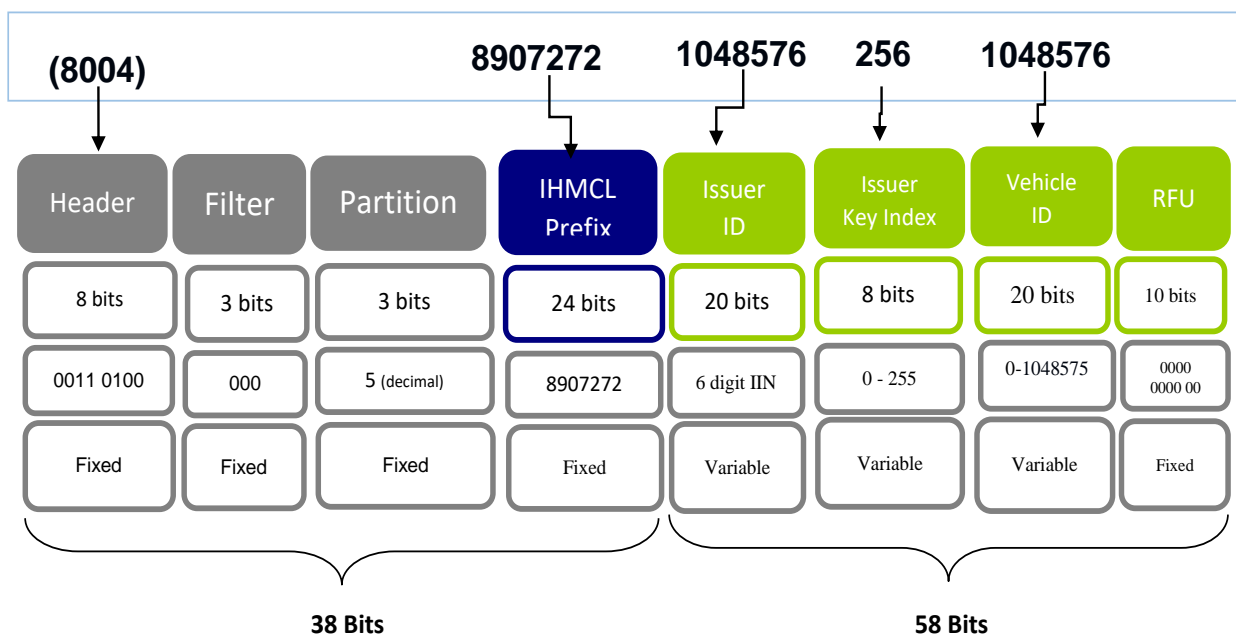 (8004) 8907272 1048576 256 1048576
Header Filter Partition IHMCL Prefix Issuer ID Issuer Key Index Vehicle ID RFU
8 bits 3 bits 3 bits 24 bits 20 bits 8 bits 20 bits 10 bits
0011 0100 000 5 (decimal) 8907272 6 digit IIN 0 - 255 0-1048575 0000 0000 00
Fixed Fixed Fixed Fixed Variable Variable Variable Fixed
38 Bits 58 Bits